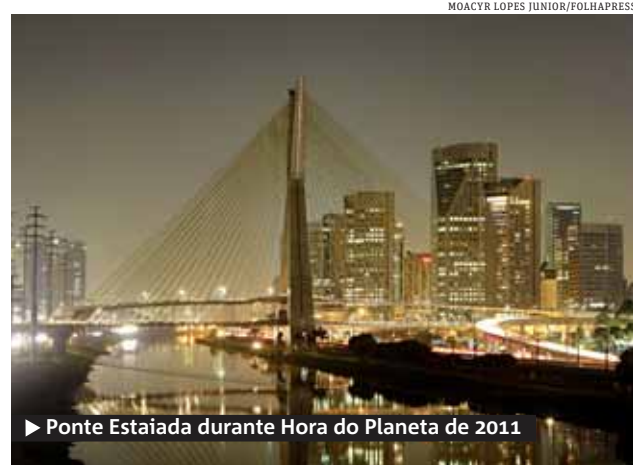 MOACYR LOPES JUNIOR/FOLHAPRESS
▶ Ponte Estaiada durante Hora do Planeta de 2011